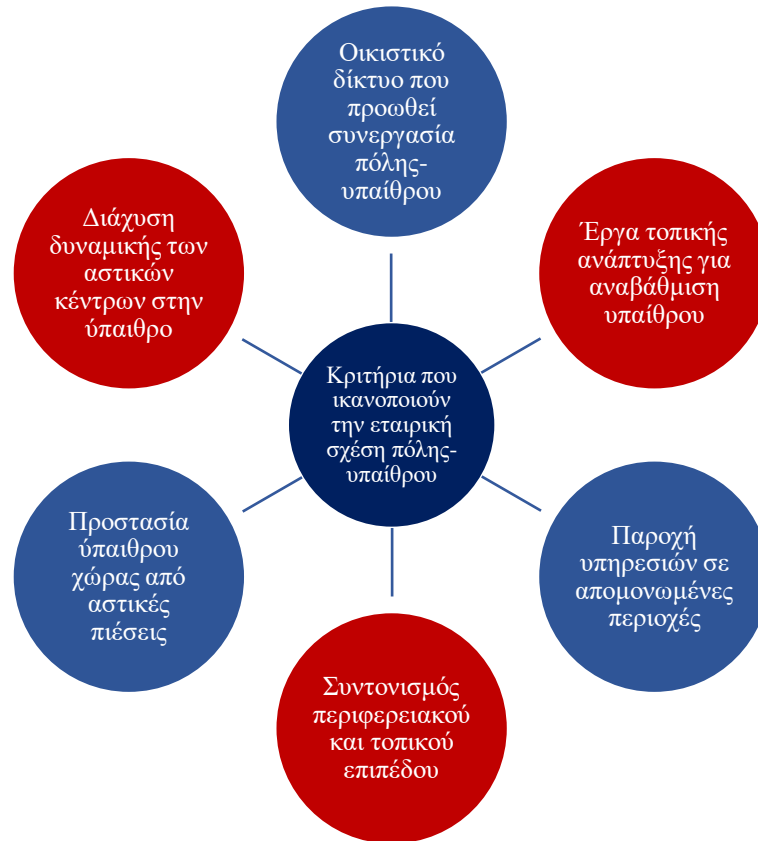 Οικιστικό
δίκτυο που
προωθεί
συνεργασία
πόλης-
υπαίθρου
Έργα τοπικής
ανάπτυξης για
αναβάθμιση
υπαίθρου
Παροχή
υπηρεσιών σε
απομονωμένες
περιοχές
Συντονισμός
περιφερειακού
και τοπικού
επιπέδου
Προστασία
ύπαιθρου
χώρας από
αστικές
πιέσεις
Διάχυση
δυναμικής των
αστικών
κέντρων στην
ύπαιθρο
Κριτήρια που
ικανοποιούν
την εταιρική
σχέση πόλης-
υπαίθρου